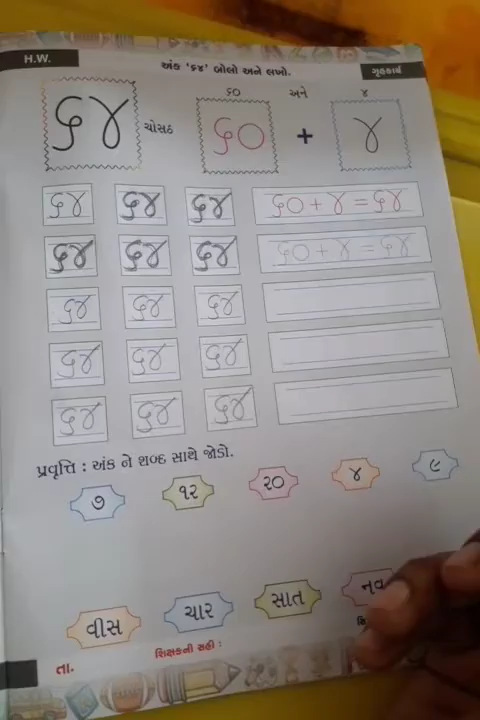 H.W.
અંક '૬૪' બોલો અને લખો.
ગૃહકાર્ય
૬૦ અને ૪
૬૪ ચોસઠ ૬૦ + ૪
૬૪ ૬૪ ૬૪ ૬૦ + ૪ = ૬૪
૬૪ ૬૪ ૬૪ ૬૦ + ૪ = ૬૪
૬૪ ૬૪ ૬૪
૬૪ ૬૪ ૬૪
૬૪ ૬૪ ૬૪
પ્રવૃત્તિ : અંક ને શબ્દ સાથે જોડો.
૭ ૧૨ ૨૦ ૪ ૯
વીસ ચાર સાત નવ
તા. શિક્ષકની સહી :